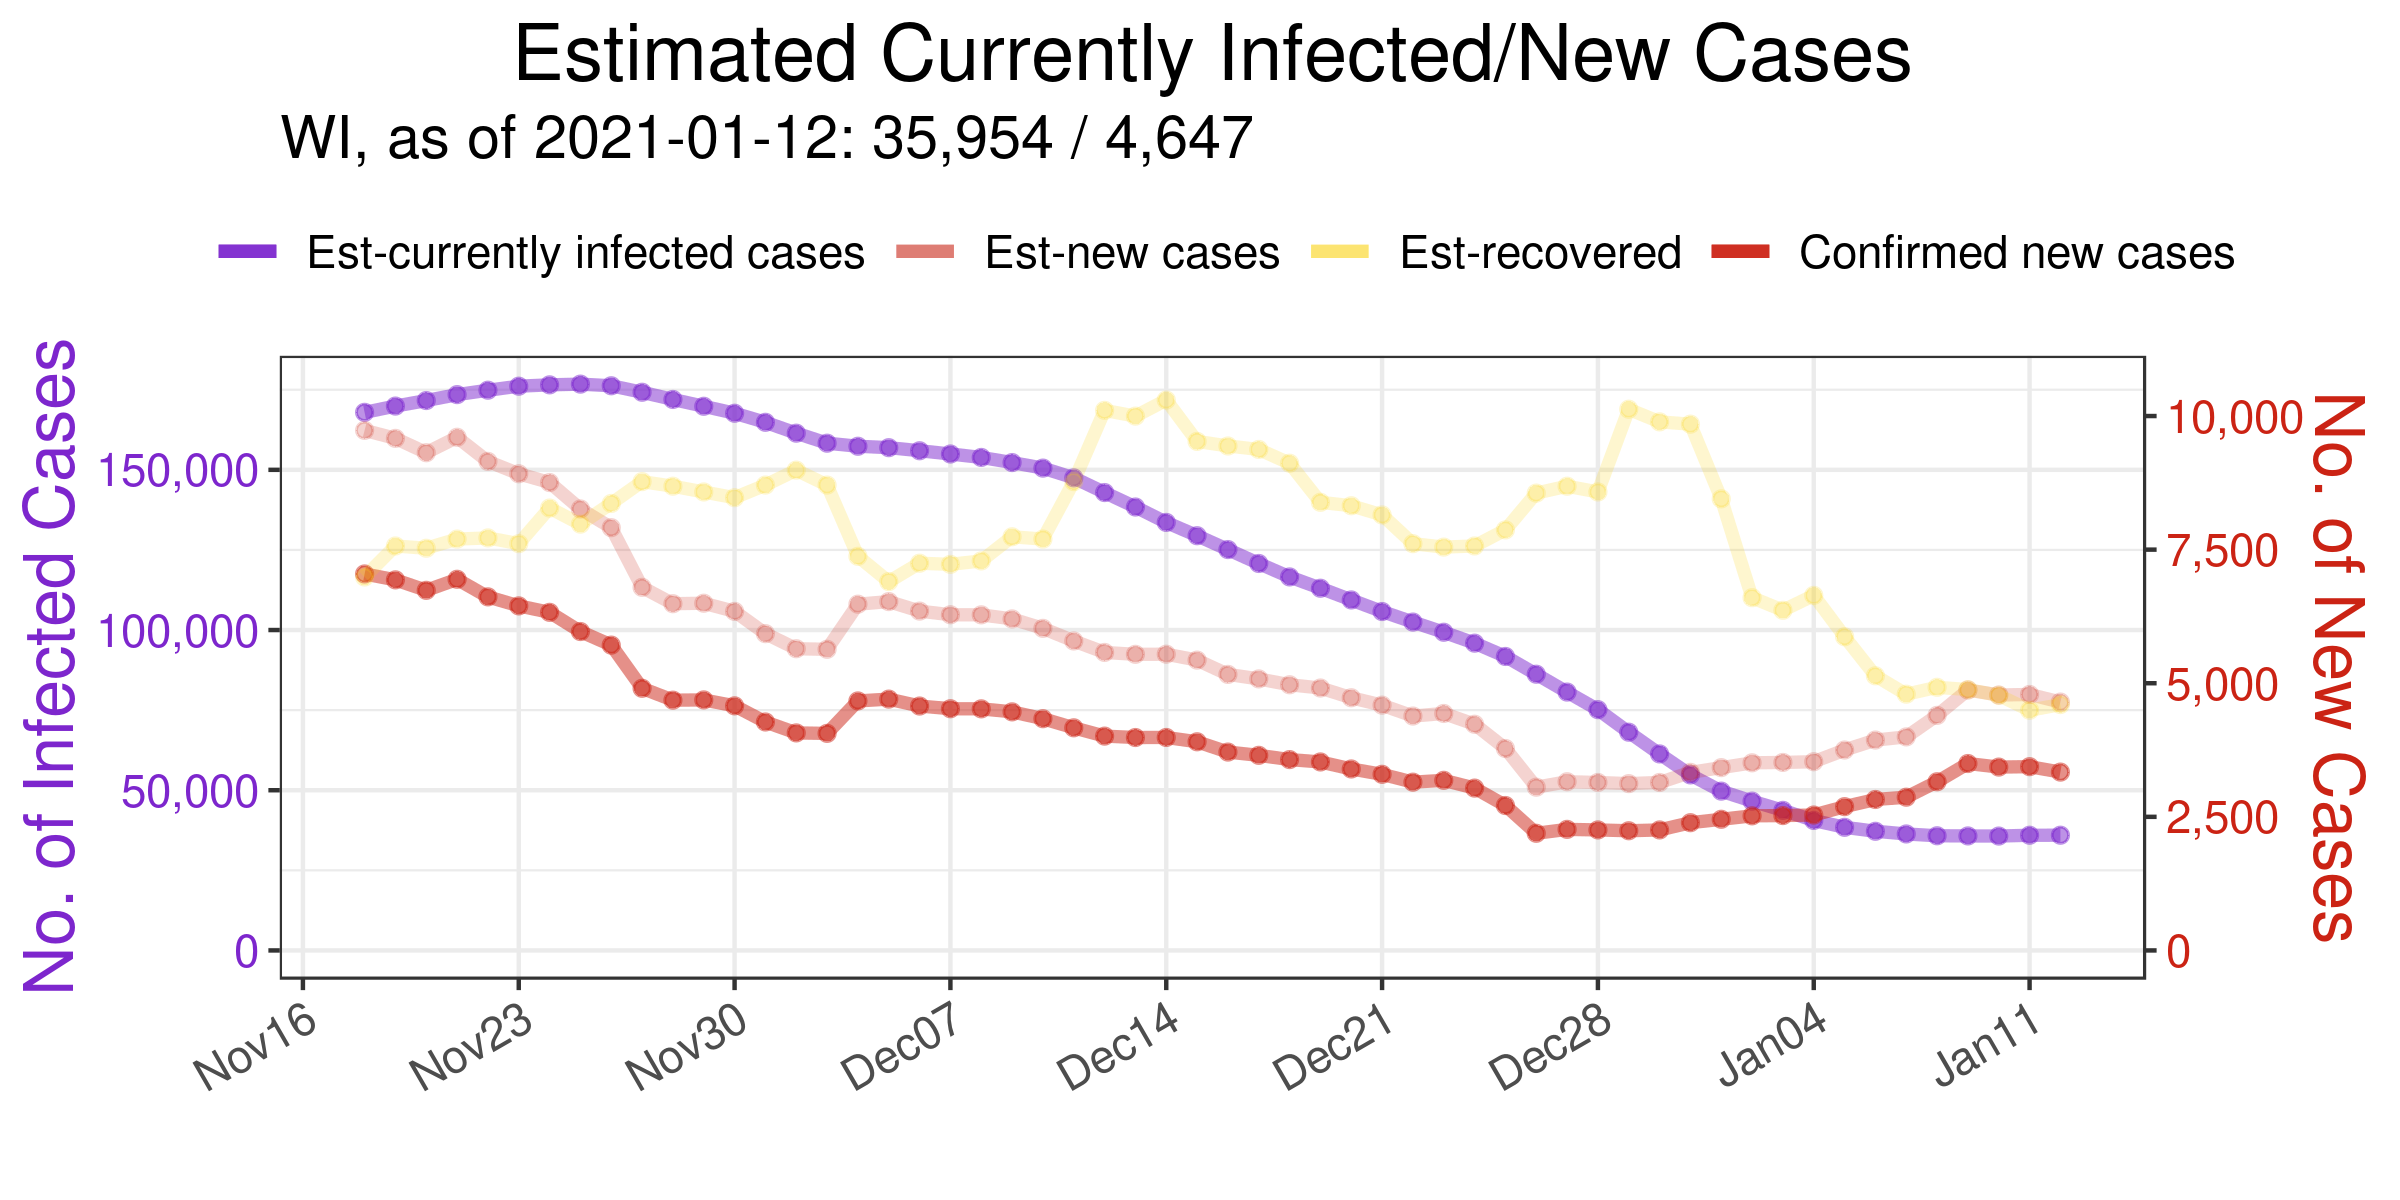 Estimated Currently Infected/New Cases
WI, as of 2021-01-12: 35,954 / 4,647
Est-currently infected cases Est-new cases Est-recovered Confirmed new cases
No. of Infected Cases
150,000
100,000
50,000
0
10,000
7,500
5,000
2,500
0
No. of New Cases
Nov16 Nov23 Nov30 Dec07 Dec14 Dec21 Dec28 Jan04 Jan11